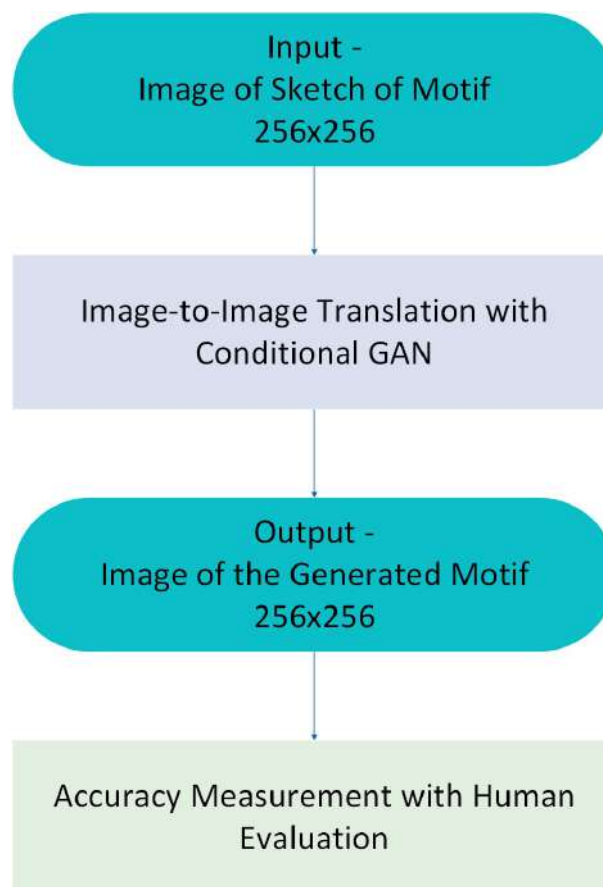 Input -
Image of Sketch of Motif
256x256
Image-to-Image Translation with
Conditional GAN
Output -
Image of the Generated Motif
256x256
Accuracy Measurement with Human
Evaluation